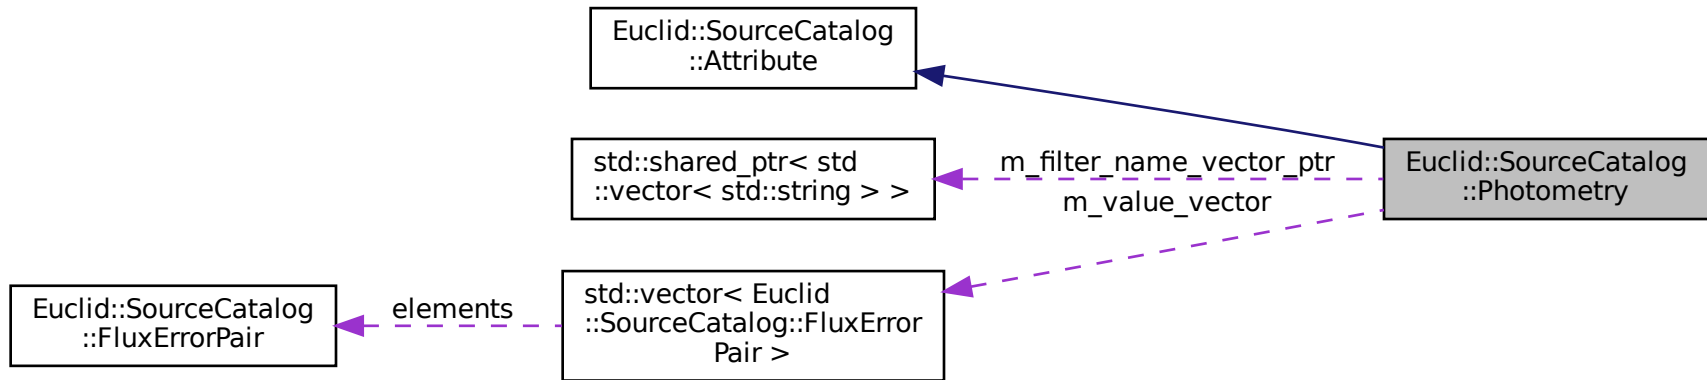 Euclid::SourceCatalog
::Attribute
std::shared_ptr< std
::vector< std::string > >
m_filter_name_vector_ptr
m_value_vector
Euclid::SourceCatalog
::Photometry
Euclid::SourceCatalog
::FluxErrorPair
elements
std::vector< Euclid
::SourceCatalog::FluxError
Pair >